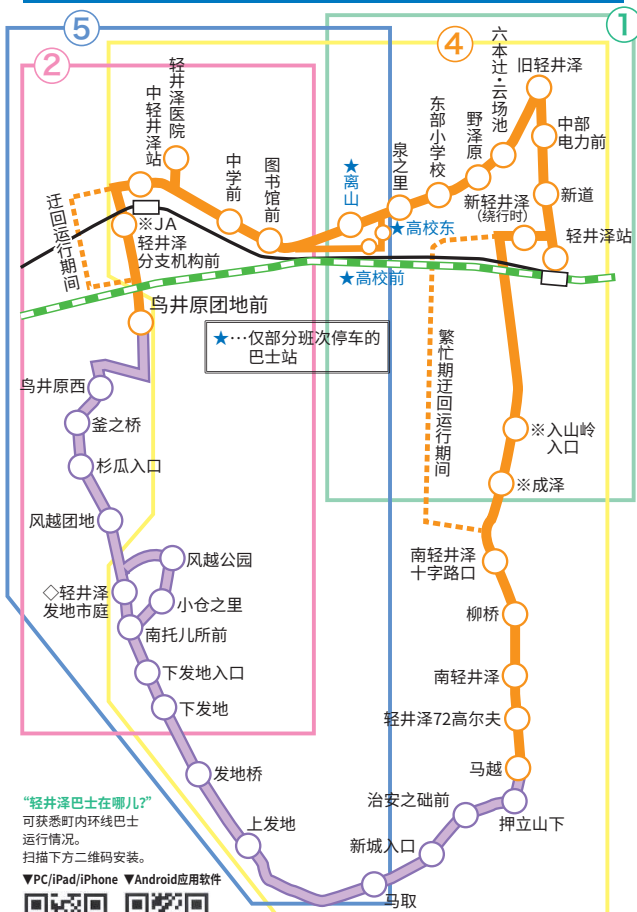 ⑤
①
②
④
轻井泽医院
中轻井泽站
中学前
图书馆前
★离山
泉之里
东部小学校
野泽原
六本辻・云场池
旧轻井泽
中部
电力前
新道
新轻井泽
（绕行时）
轻井泽站
★高校东
★高校前
迂回运行期间
※JA
轻井泽
分支机构前
鸟井原团地前
★…仅部分班次停车的
巴士站
繁忙期迂回运行期间
鸟井原西
釜之桥
杉瓜入口
风越团地
风越公园
◇轻井泽
发地市庭
小仓之里
南托儿所前
下发地入口
下发地
发地桥
上发地
※入山岭
入口
※成泽
南轻井泽
十字路口
柳桥
南轻井泽
轻井泽72高尔夫
马越
押立山下
治安之础前
新城入口
马取
“轻井泽巴士在哪儿?”
可获悉町内环线巴士
运行情况。
扫描下方二维码安装。
▼PC/iPad/iPhone ▼Android应用软件